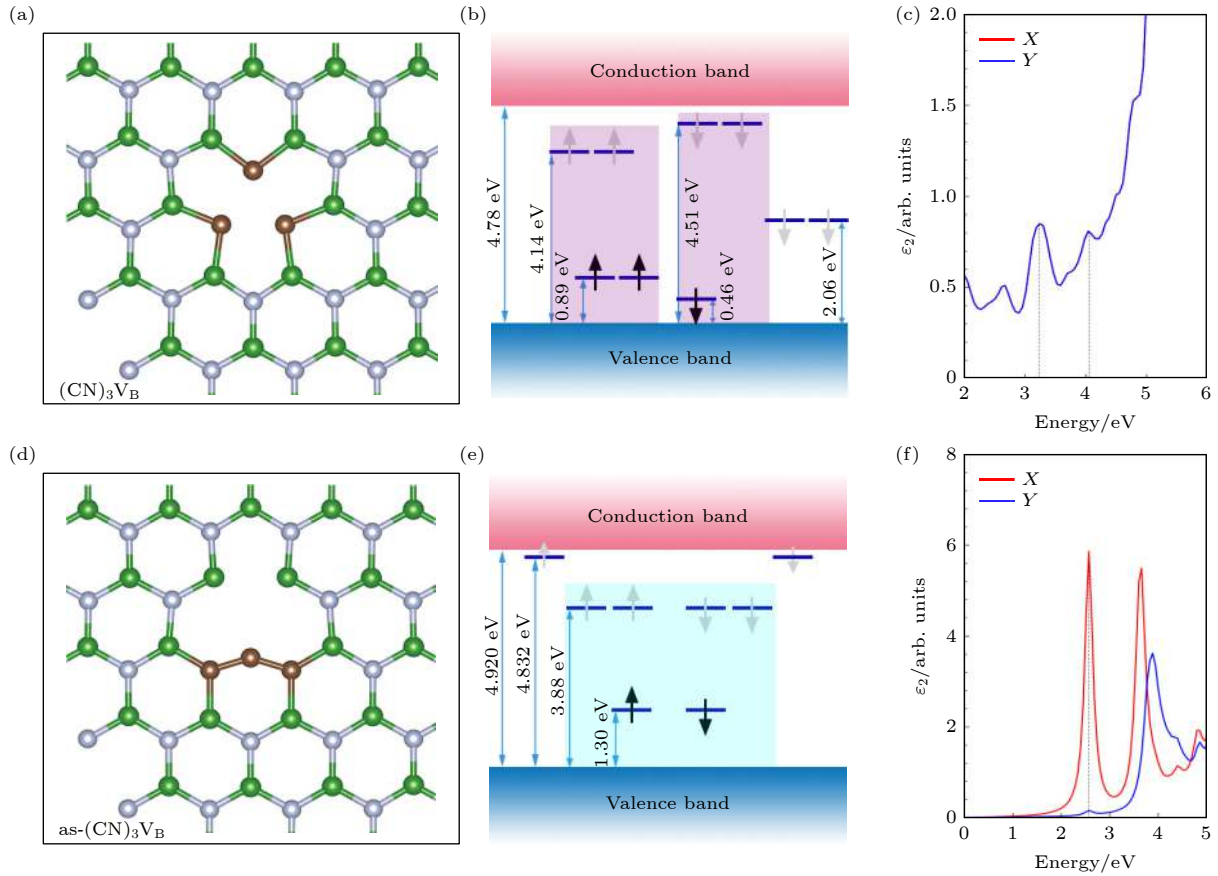 (a)
(CN)₃V_B
(b)
Conduction band
4.78 eV
4.14 eV
0.89 eV
4.51 eV
0.46 eV
2.06 eV
Valence band
(c)
2.0
1.5
1.0
0.5
0
2 3 4 5 6
X
Y
ε₂/arb. units
Energy/eV
(d)
as-(CN)₃V_B
(e)
Conduction band
4.920 eV
4.832 eV
3.88 eV
1.30 eV
Valence band
(f)
8
6
4
2
0
0 1 2 3 4 5
X
Y
ε₂/arb. units
Energy/eV